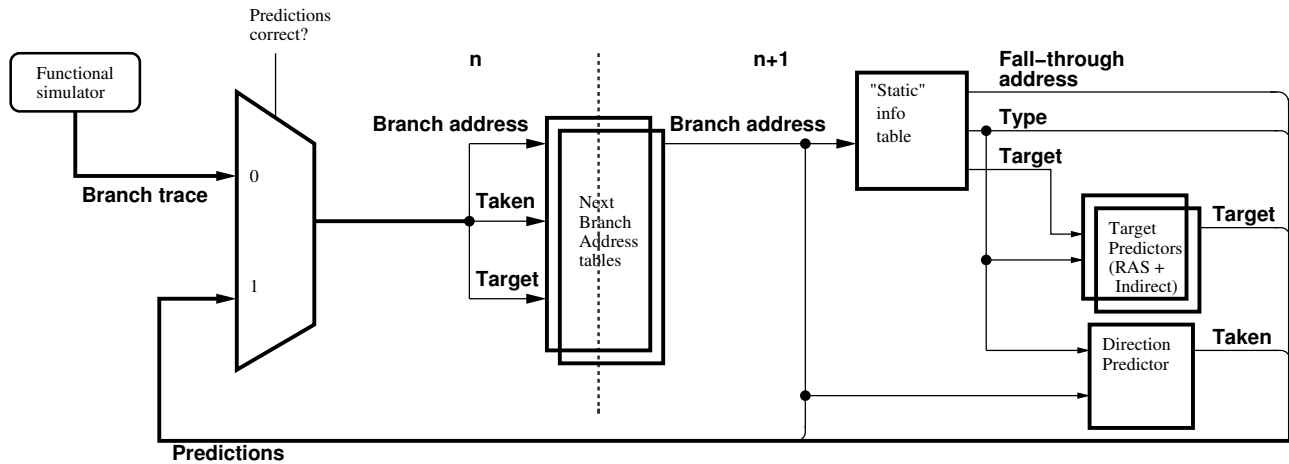 Predictions
correct?
n
n+1
Functional
simulator
Branch trace
0
1
Branch address
Taken
Target
Next
Branch
Address
tables
Branch address
"Static"
info
table
Fall−through
address
Type
Target
Target
Predictors
(RAS +
Indirect)
Target
Direction
Predictor
Taken
Predictions